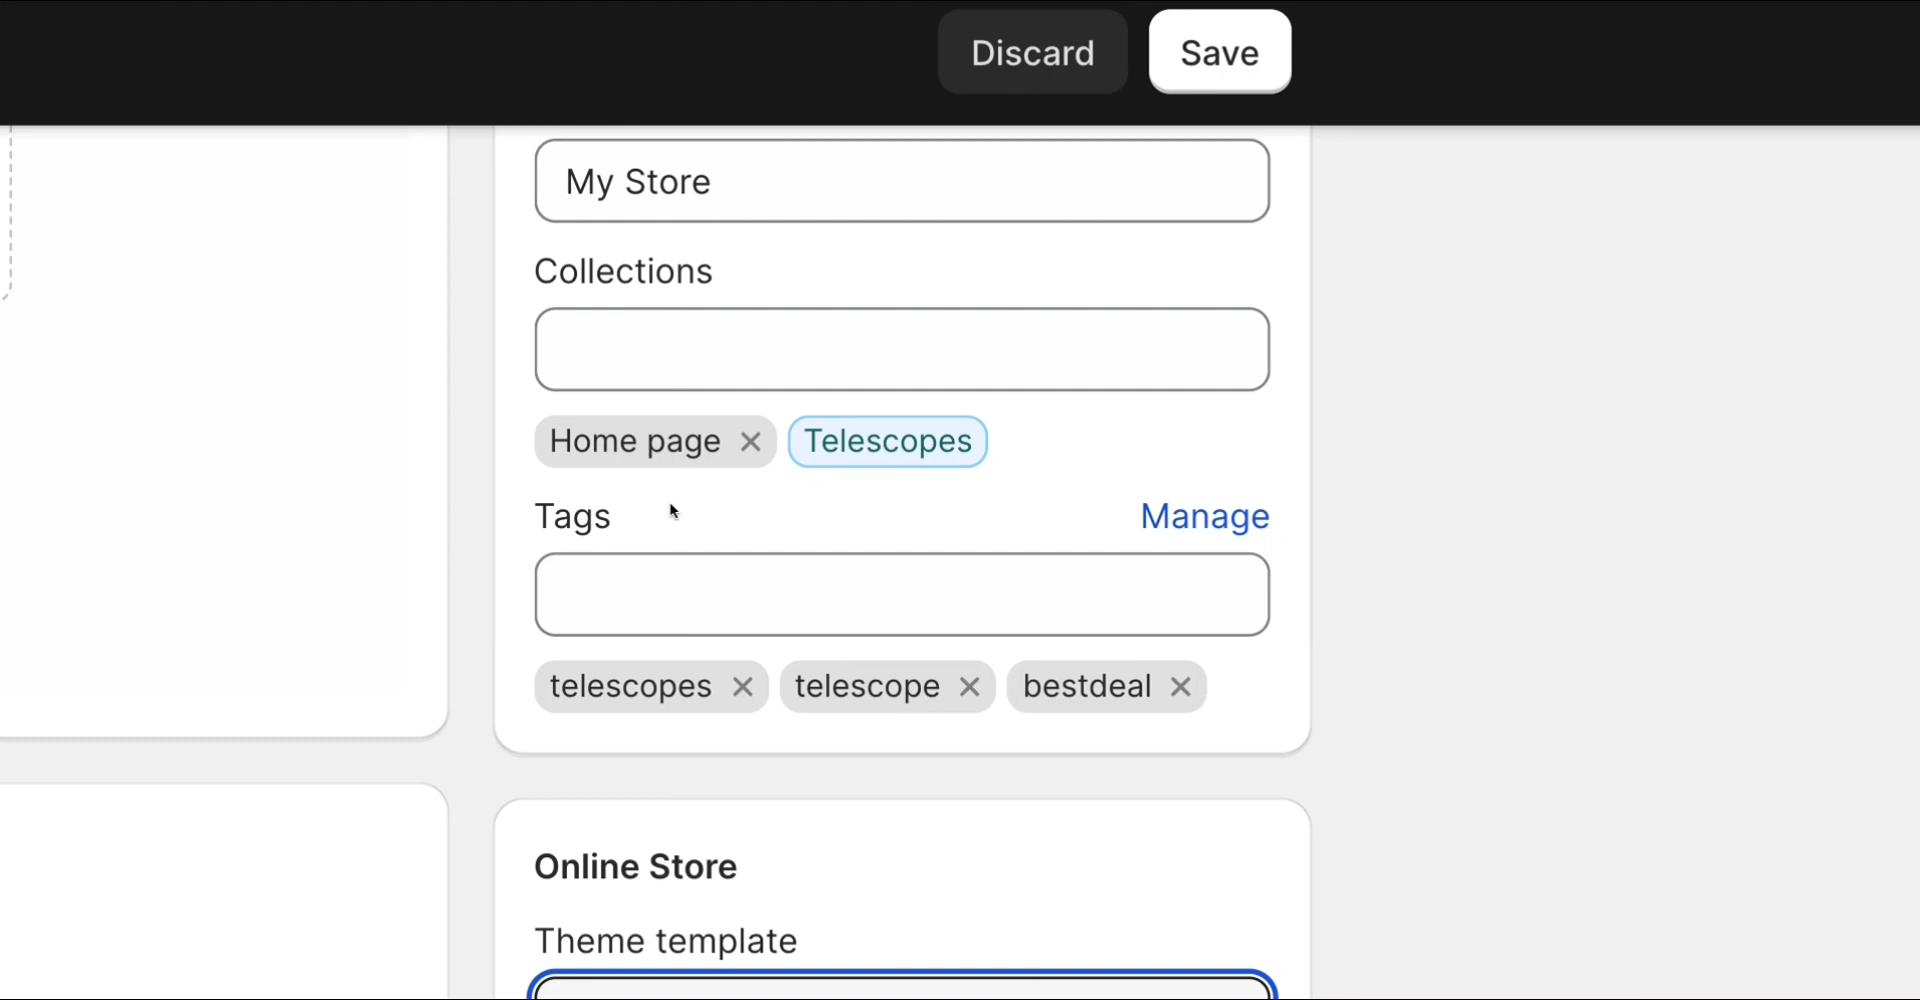 Discard Save
My Store
Collections
Home page Telescopes
Tags Manage
telescopes telescope bestdeal
Online Store
Theme template